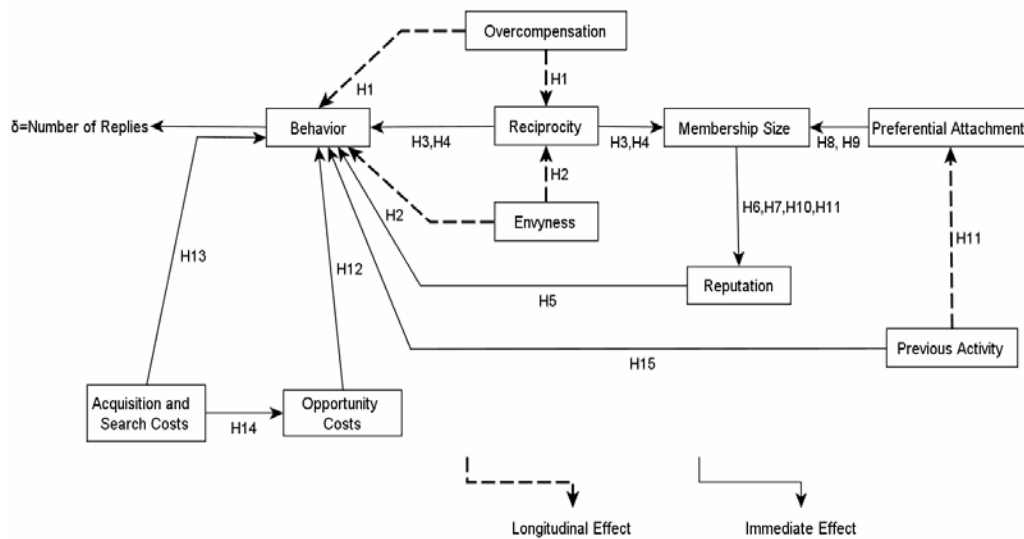 Overcompensation
H1
H1
δ=Number of Replies
Behavior
Reciprocity
Membership Size
Preferential Attachment
H3,H4
H3,H4
H8, H9
H2
H2
Envyness
H6,H7,H10,H11
H11
H13
H12
H5
Reputation
H15
Previous Activity
Acquisition and
Search Costs
H14
Opportunity
Costs
Longitudinal Effect
Immediate Effect